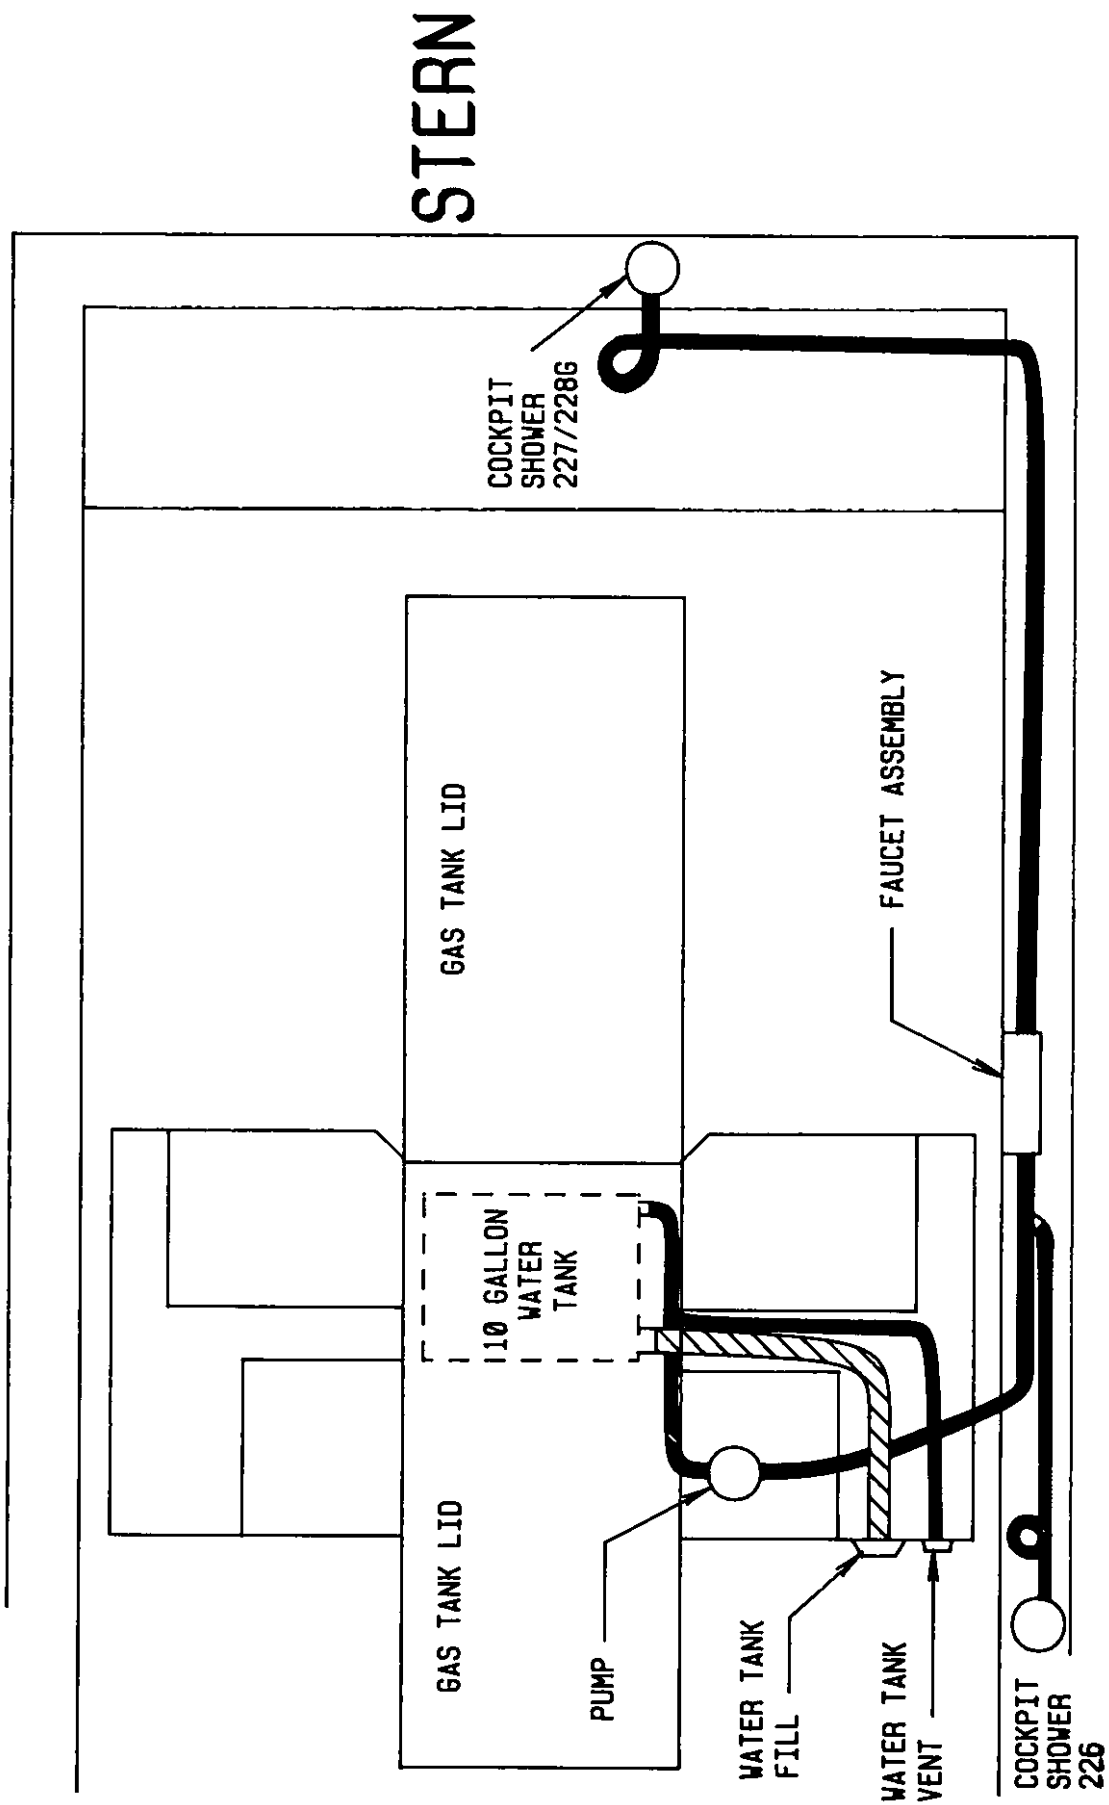 STERN
COCKPIT
SHOWER
227/228G
GAS TANK LID
FAUCET ASSEMBLY
10 GALLON
WATER
TANK
GAS TANK LID
PUMP
WATER TANK
FILL
WATER TANK
VENT
COCKPIT
SHOWER
226